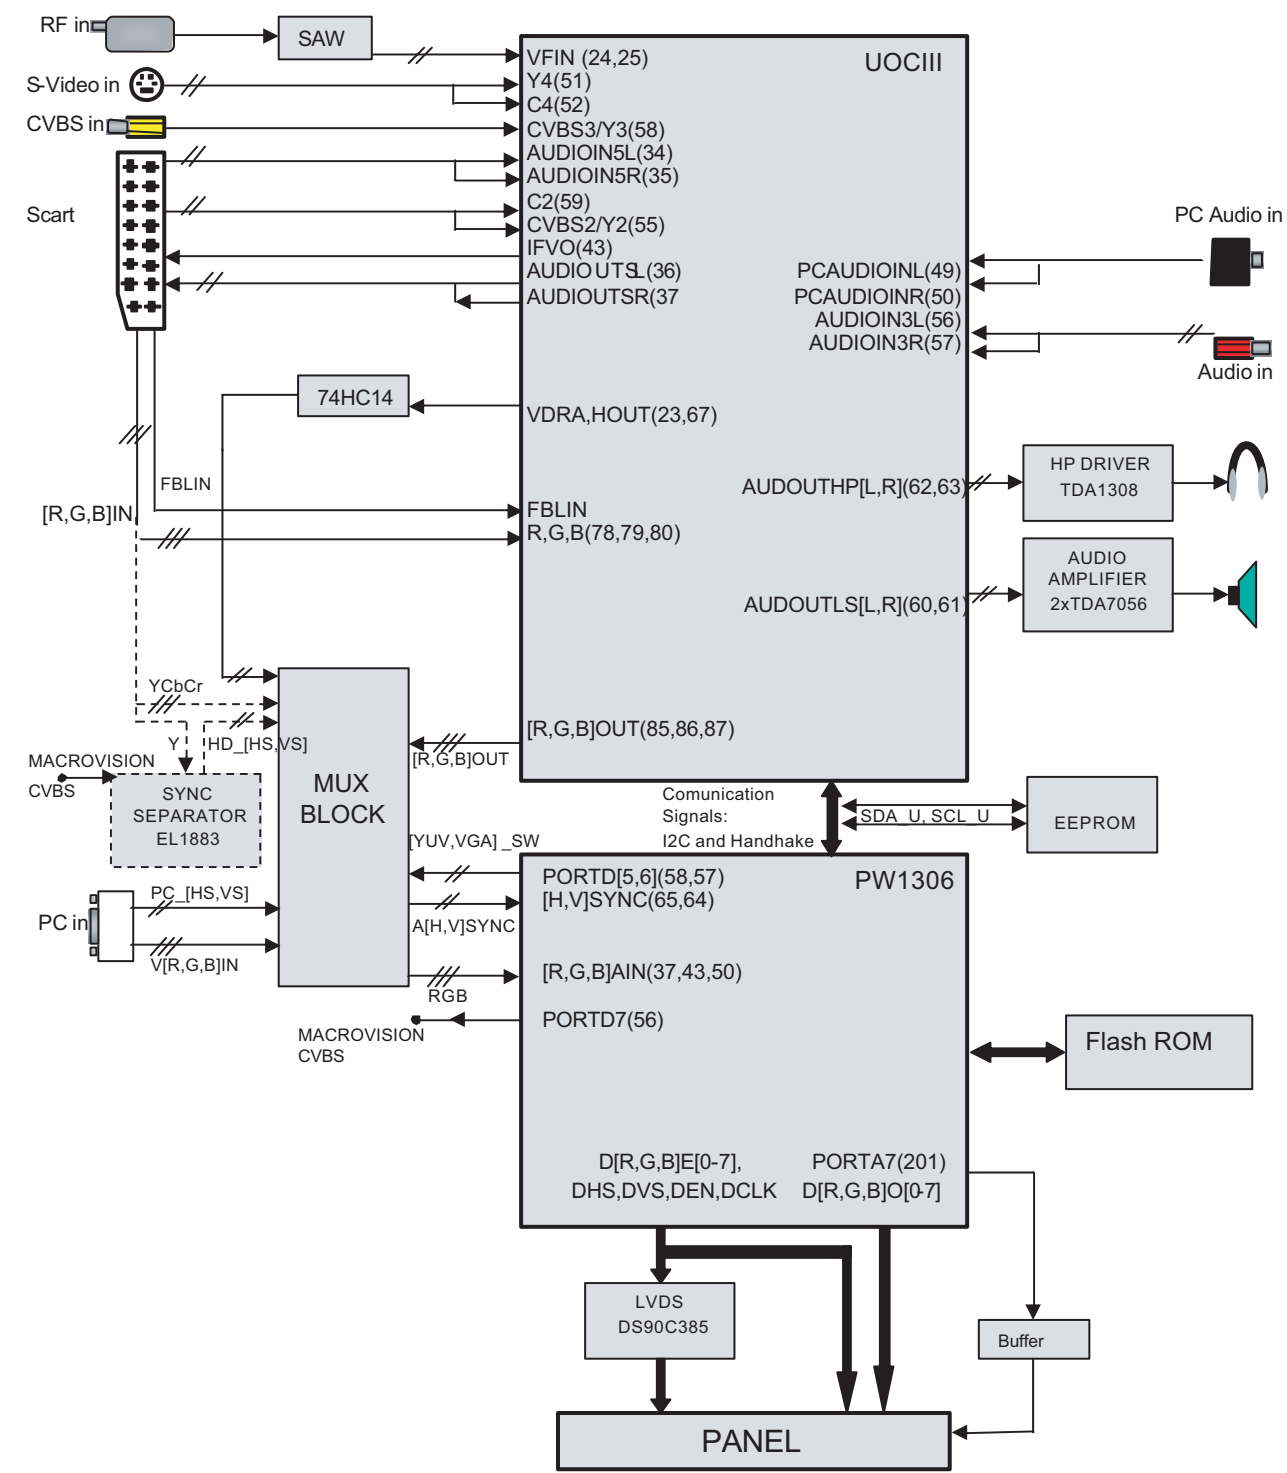 RF in
SAW
UOCIII
VFIN (24,25)
S-Video in
Y4(51)
C4(52)
CVBS in
CVBS3/Y3(58)
AUDIOIN5L(34)
AUDIOIN5R(35)
Scart
C2(59)
CVBS2/Y2(55)
IFVO(43)
AUDIOUTSL(36)
AUDIOUTSR(37
PC Audio in
PCAUDIOINL(49)
PCAUDIOINR(50)
AUDIOIN3L(56)
AUDIOIN3R(57)
Audio in
74HC14
VDRA,HOUT(23,67)
FBLIN
[R,G,B]IN
FBLIN
R,G,B(78,79,80)
AUDOUTHP[L,R](62,63)
HP DRIVER
TDA1308
AUDOUTLS[L,R](60,61)
AUDIO
AMPLIFIER
2xTDA7056
YCbCr
Y
HD_[HS,VS]
[R,G,B]OUT(85,86,87)
[R,G,B]OUT
MACROVISION
CVBS
SYNC
SEPARATOR
EL1883
MUX
BLOCK
Comunication
Signals:
I2C and Handhake
SDA_U, SCL_U
EEPROM
[YUV,VGA] _SW
PORTD[5,6](58,57)
PW1306
[H,V]SYNC(65,64)
A[H,V]SYNC
PC in
PC_[HS,VS]
V[R,G,B]IN
[R,G,B]AIN(37,43,50)
RGB
PORTD7(56)
MACROVISION
CVBS
Flash ROM
D[R,G,B]E[0-7],
DHS,DVS,DEN,DCLK
PORTA7(201)
D[R,G,B]O[0-7]
LVDS
DS90C385
Buffer
PANEL